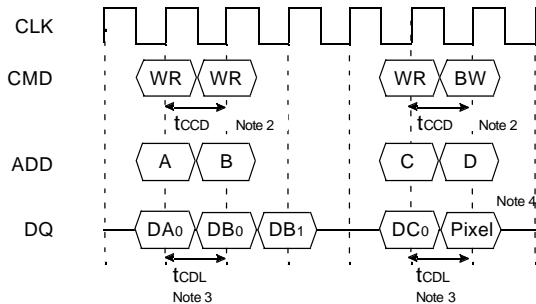 CLK
CMD WR WR WR BW
tCCD Note 2 tCCD Note 2
ADD A B C D
Note 4
DQ DA0 DB0 DB1 DC0 Pixel
tCDL tCDL
Note 3 Note 3